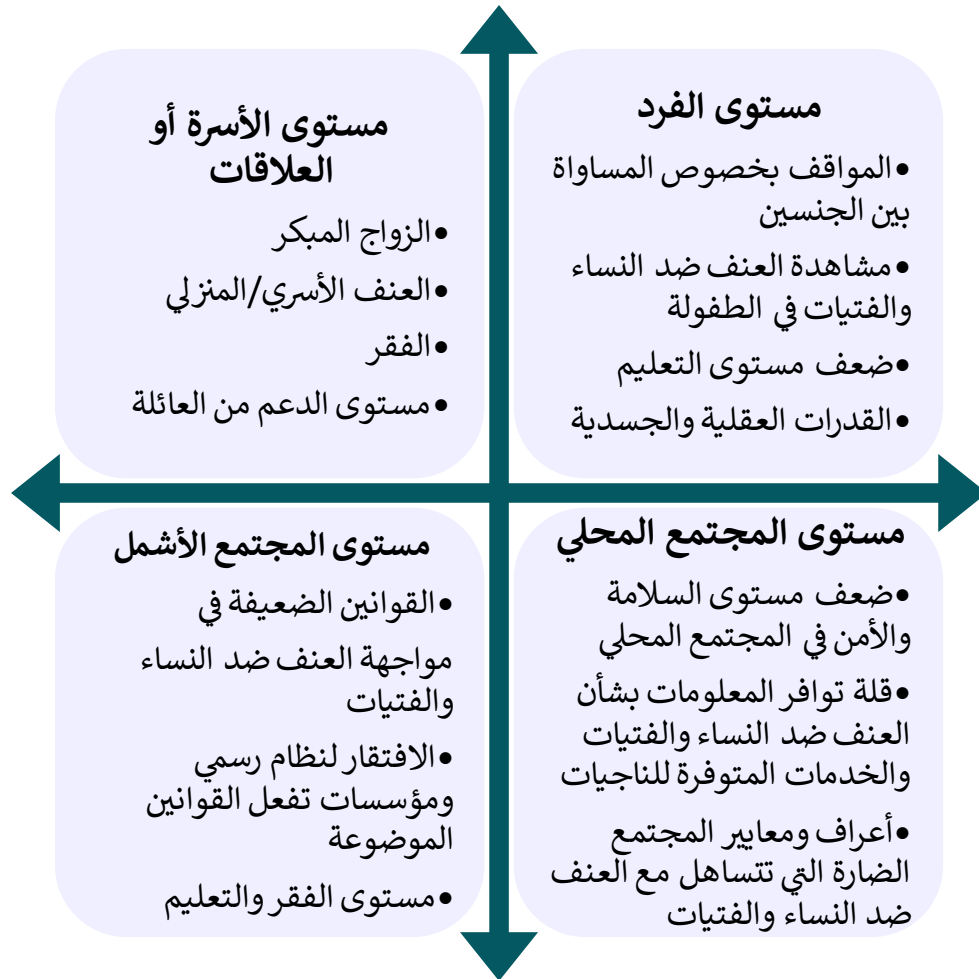 مستوى الفرد
•المواقف بخصوص المساواة
بين الجنسين
•مشاهدة العنف ضد النساء
والفتيات في الطفولة
•ضعف مستوى التعليم
•القدرات العقلية والجسدية
مستوى الأسرة أو
العلاقات
•الزواج المبكر
•العنف الأسري/المنزلي
•الفقر
•مستوى الدعم من العائلة
مستوى المجتمع المحلي
•ضعف مستوى السلامة
والأمن في المجتمع المحلي
•قلة توافر المعلومات بشأن
العنف ضد النساء والفتيات
والخدمات المتوفرة للناجيات
•أعراف ومعايير المجتمع
الضارة التي تتساهل مع العنف
ضد النساء والفتيات
مستوى المجتمع الأشمل
•القوانين الضعيفة في
مواجهة العنف ضد النساء
والفتيات
•الافتقار لنظام رسمي
ومؤسسات تفعل القوانين
الموضوعة
•مستوى الفقر والتعليم